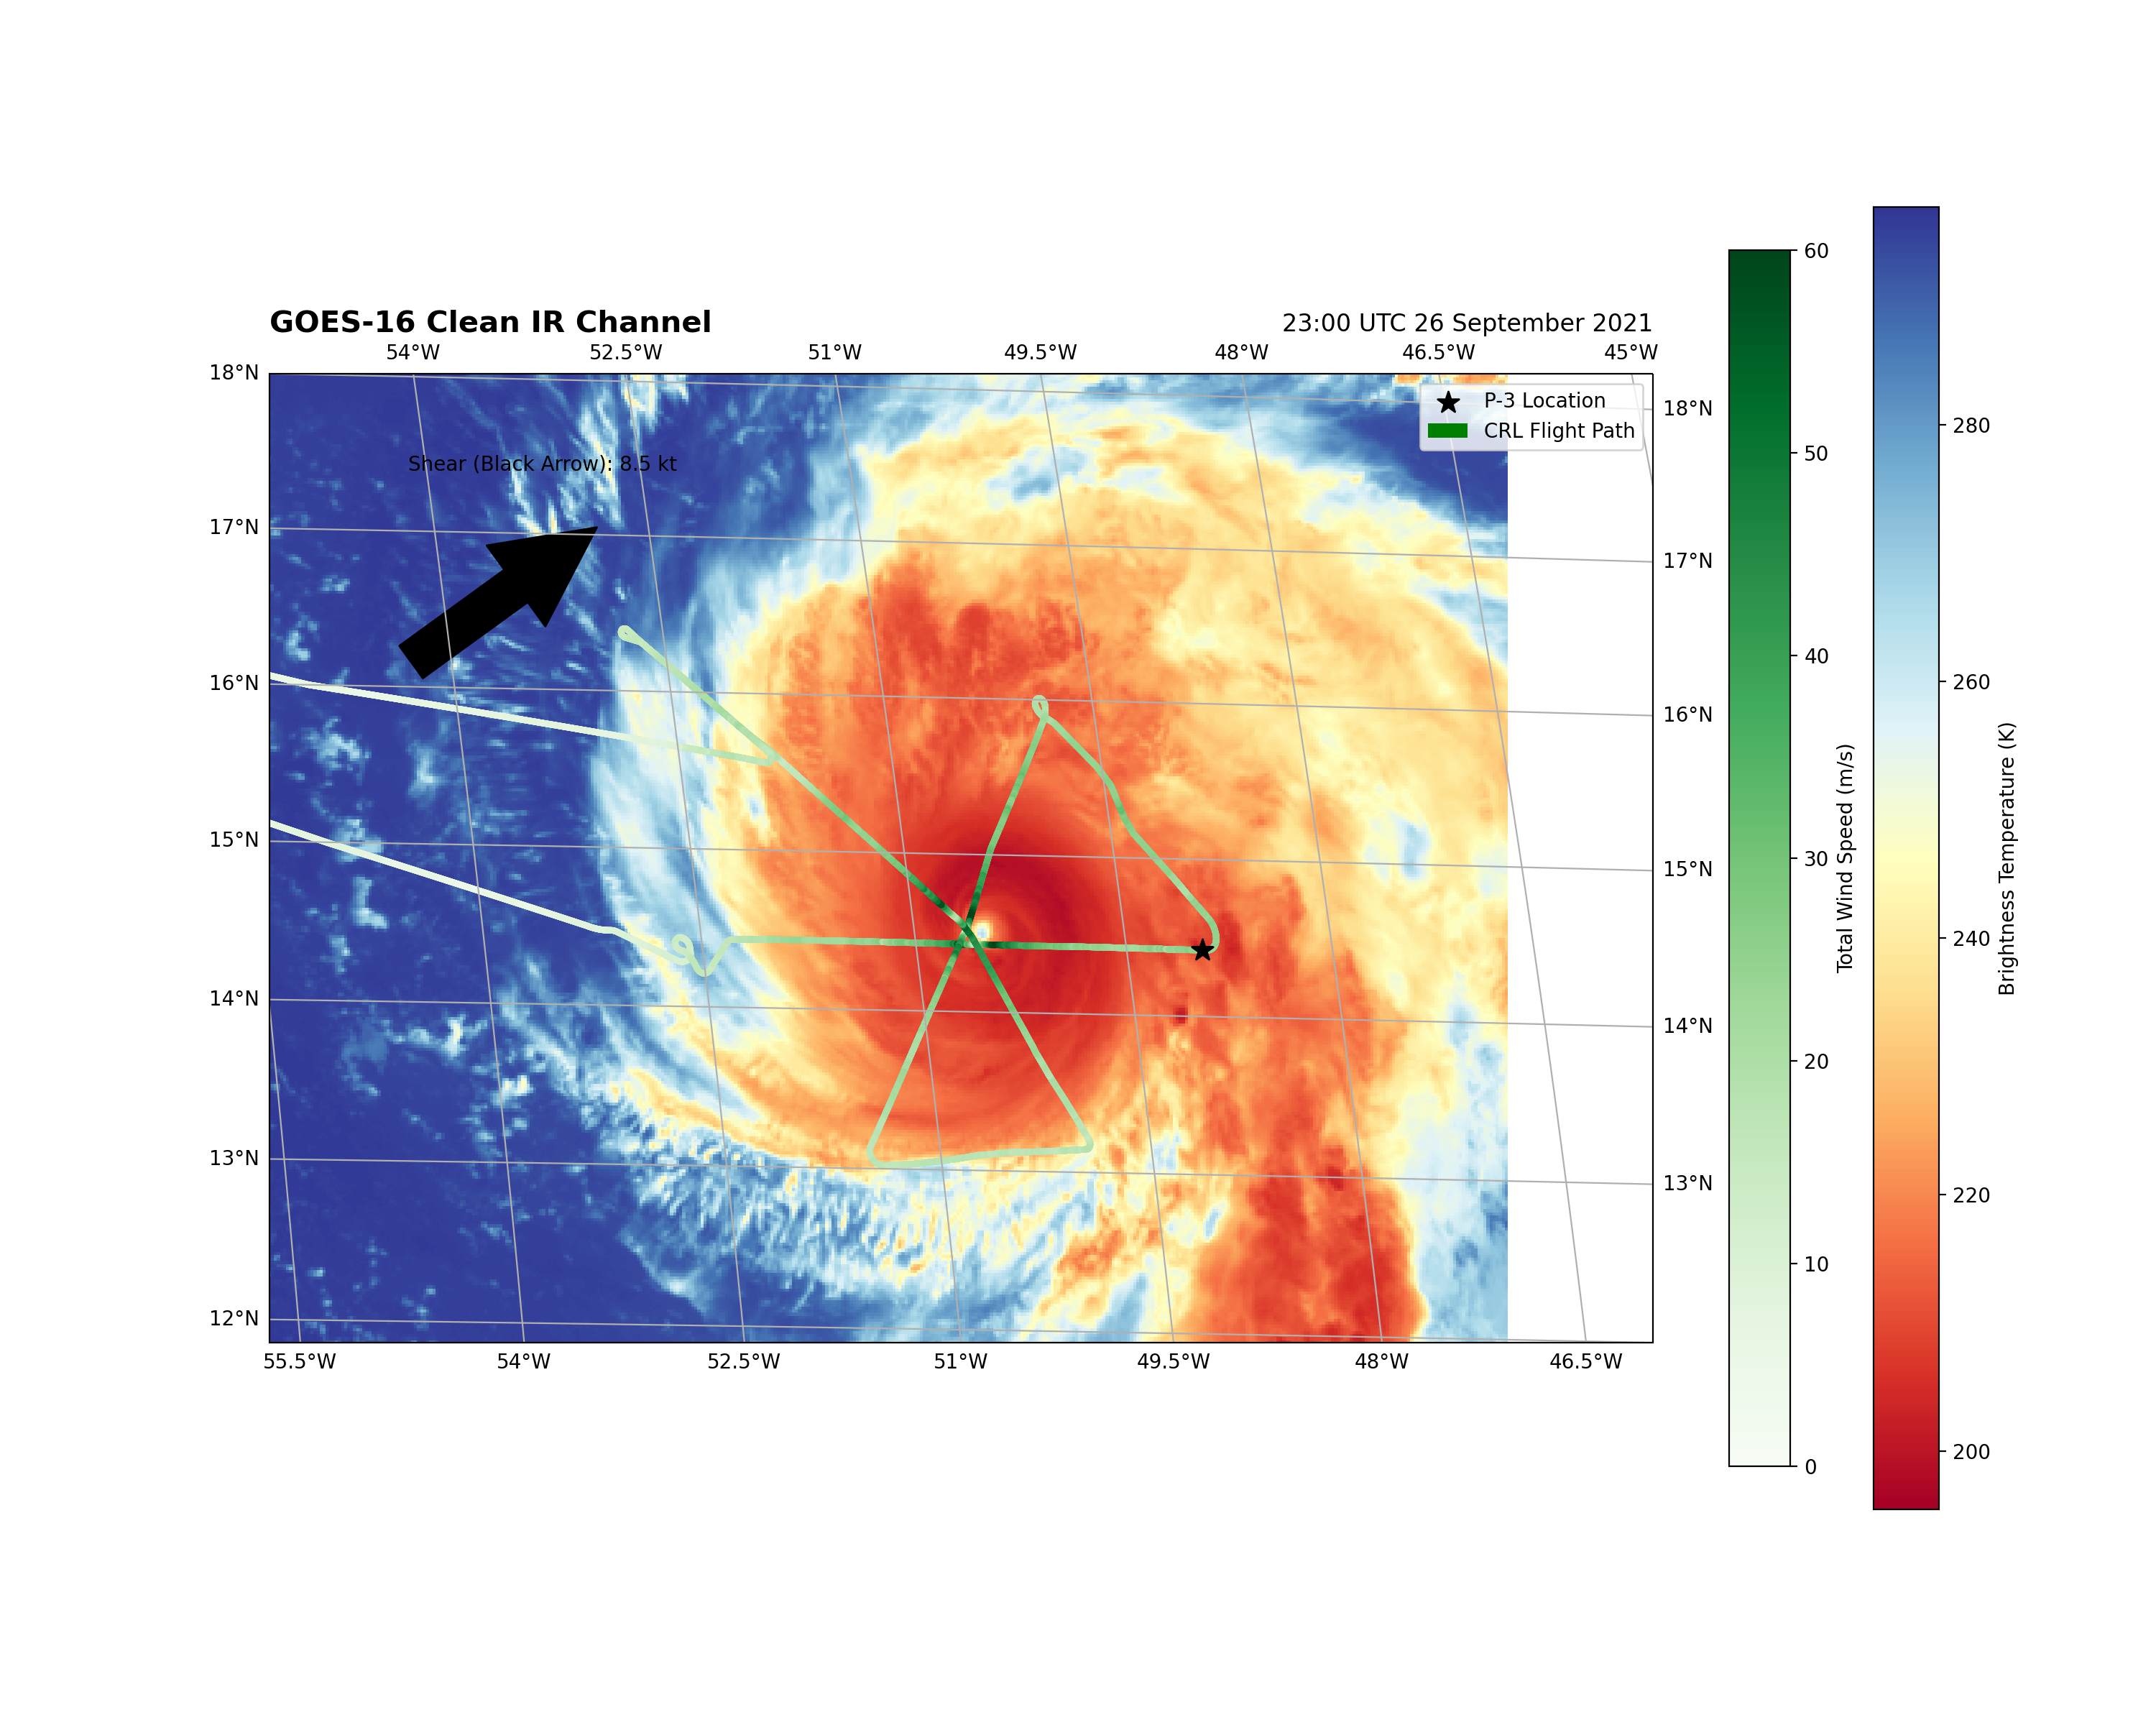 GOES-16 Clean IR Channel
23:00 UTC 26 September 2021
54°W 52.5°W 51°W 49.5°W 48°W 46.5°W 45°W
P-3 Location
CRL Flight Path
Shear (Black Arrow): 8.5 kt
18°N
17°N
16°N
15°N
14°N
13°N
12°N
18°N
17°N
16°N
15°N
14°N
13°N
55.5°W 54°W 52.5°W 51°W 49.5°W 48°W 46.5°W
60
50
40
30
20
10
0
Total Wind Speed (m/s)
280
260
240
220
200
Brightness Temperature (K)